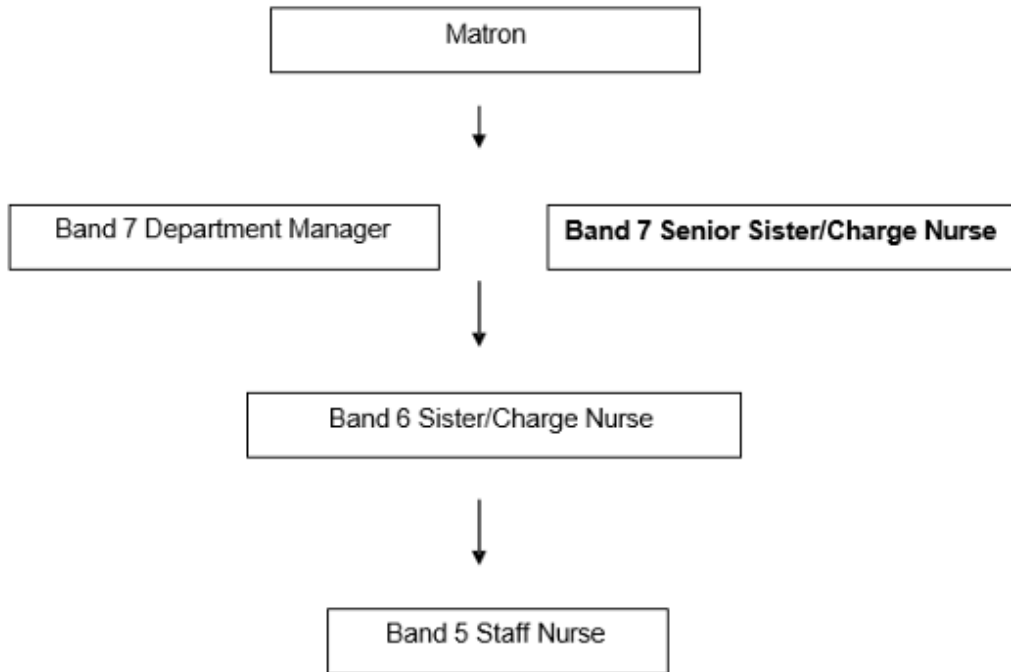 Matron
Band 7 Department Manager
Band 7 Senior Sister/Charge Nurse
Band 6 Sister/Charge Nurse
Band 5 Staff Nurse